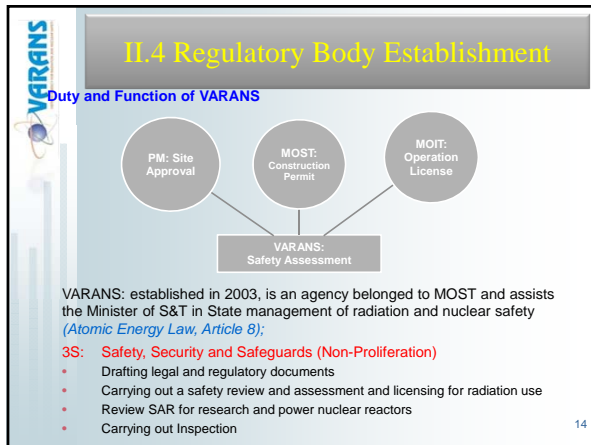 VARANS
II.4 Regulatory Body Establishment
Duty and Function of VARANS
PM: Site
Approval
MOST:
Construction
Permit
MOIT:
Operation
License
VARANS:
Safety Assessment
VARANS: established in 2003, is an agency belonged to MOST and assists
the Minister of S&T in State management of radiation and nuclear safety
(Atomic Energy Law, Article 8);
3S: Safety, Security and Safeguards (Non-Proliferation)
• Drafting legal and regulatory documents
• Carrying out a safety review and assessment and licensing for radiation use
• Review SAR for research and power nuclear reactors
• Carrying out Inspection
14